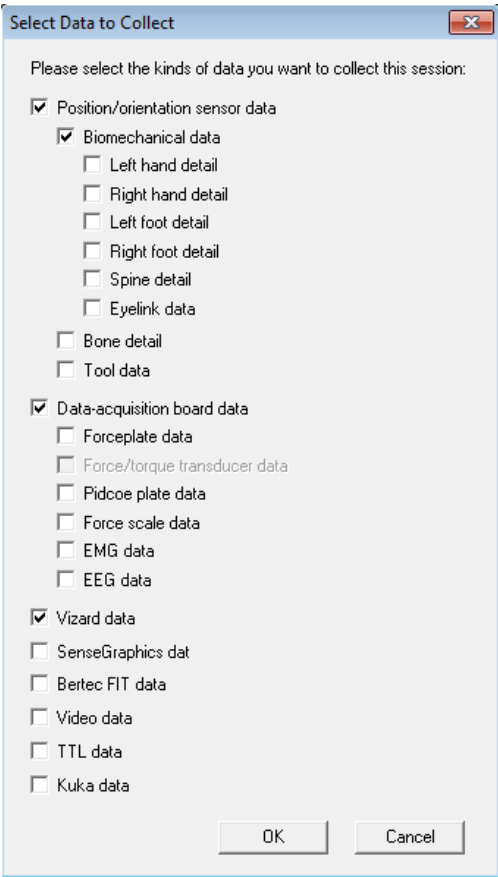 Select Data to Collect
Please select the kinds of data you want to collect this session:
Position/orientation sensor data
Biomechanical data
Left hand detail
Right hand detail
Left foot detail
Right foot detail
Spine detail
Eyelink data
Bone detail
Tool data
Data-acquisition board data
Forceplate data
Force/torque transducer data
Pidcoe plate data
Force scale data
EMG data
EEG data
Vizard data
SenseGraphics dat
Bertec FIT data
Video data
TTL data
Kuka data
OK Cancel